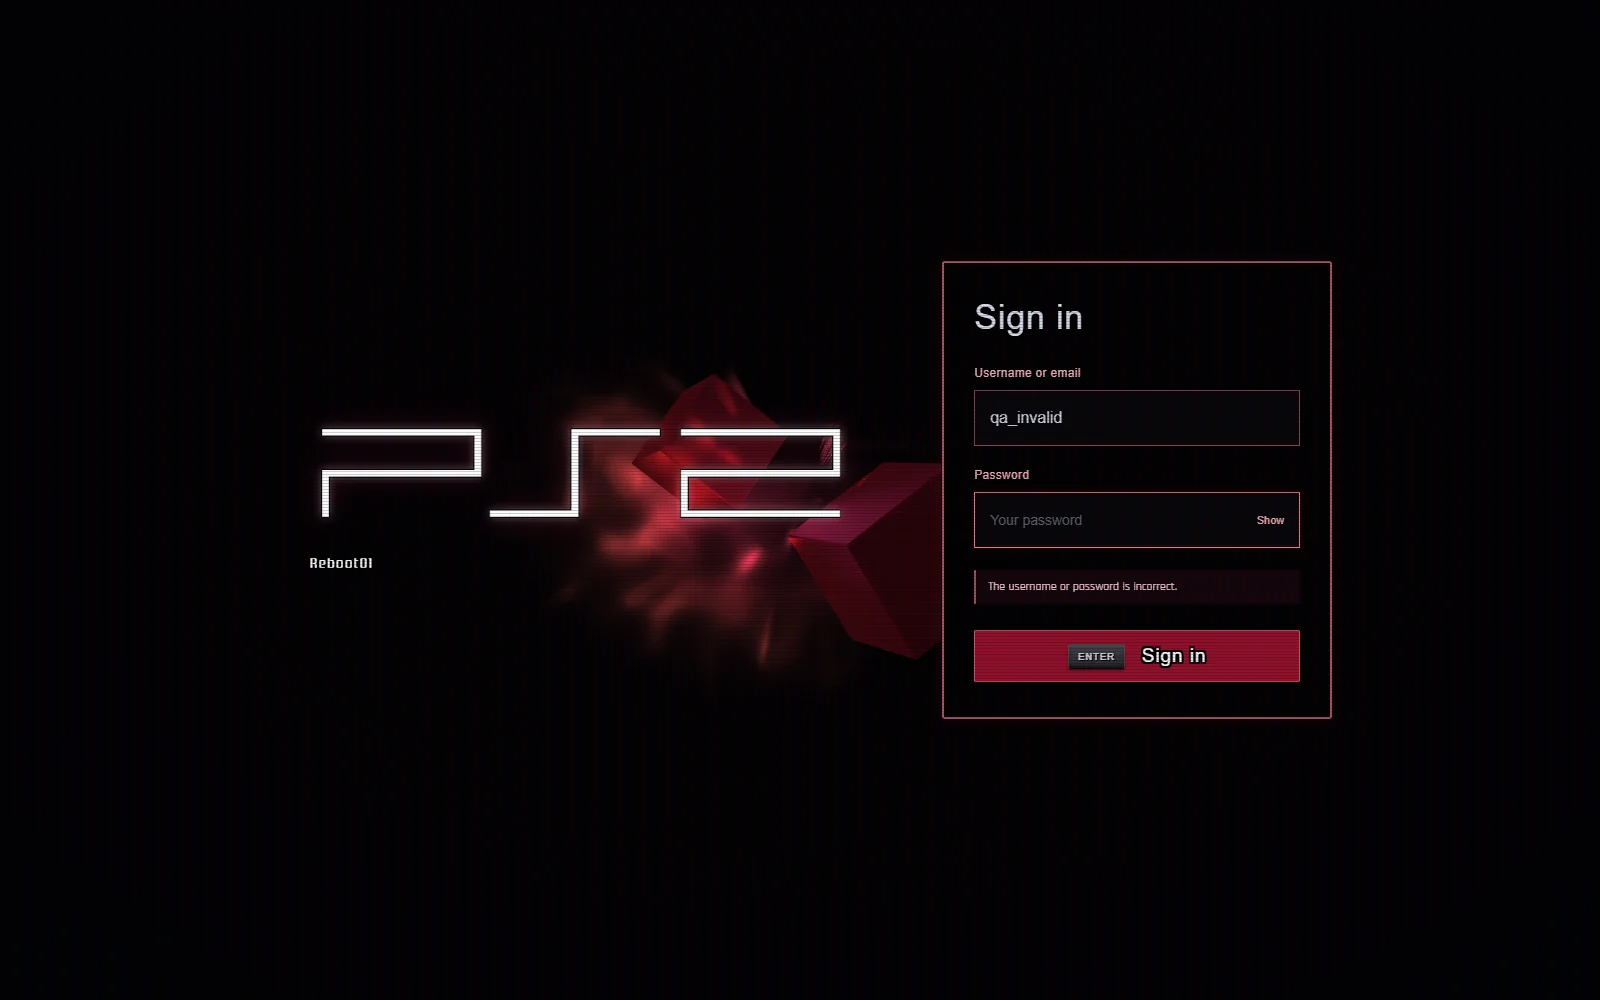 PS2
Reboot01
Sign in
Username or email
qa_invalid
Password
Your password
Show
The username or password is incorrect.
ENTER Sign in